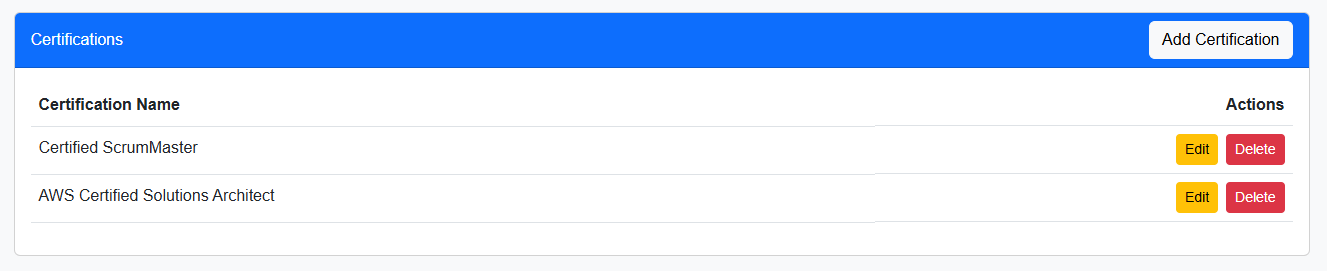 Certifications Add Certification
Certification Name Actions
Certified ScrumMaster Edit Delete
AWS Certified Solutions Architect Edit Delete